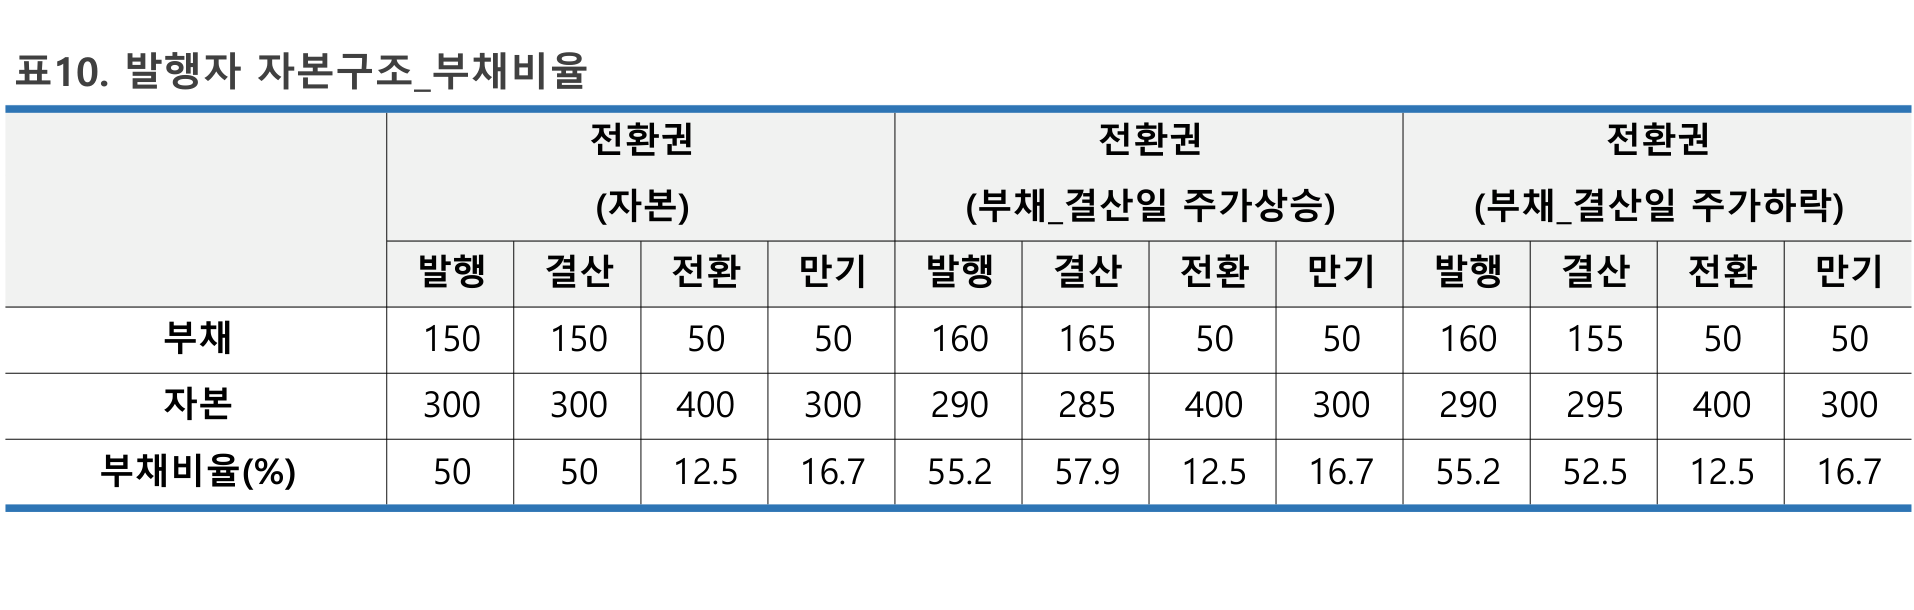 표10. 발행자 자본구조_부채비율
전환권 전환권 전환권
(자본) (부채_결산일 주가상승) (부채_결산일 주가하락)
발행 결산 전환 만기 발행 결산 전환 만기 발행 결산 전환 만기
부채 150 150 50 50 160 165 50 50 160 155 50 50
자본 300 300 400 300 290 285 400 300 290 295 400 300
부채비율(%) 50 50 12.5 16.7 55.2 57.9 12.5 16.7 55.2 52.5 12.5 16.7